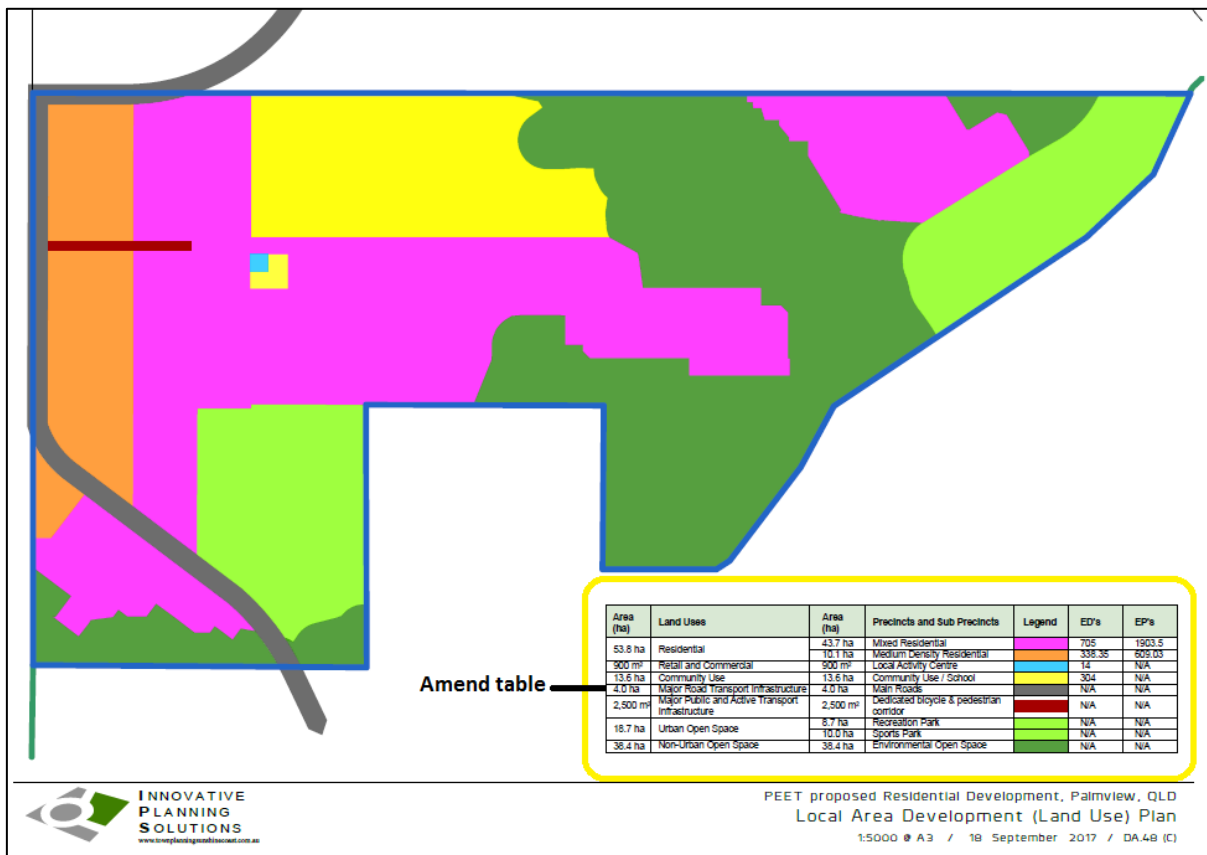 Amend table
Area (ha) Land Uses Area (ha) Precincts and Sub Precincts Legend ED's EP's
53.8 ha Residential 43.7 ha Mixed Residential 705 1903.5
10.1 ha Medium Density Residential 338.35 609.03
900 m² Retail and Commercial 900 m² Local Activity Centre 14 N/A
13.6 ha Community Use 13.6 ha Community Use / School 304 N/A
4.0 ha Major Road Transport Infrastructure 4.0 ha Main Roads N/A N/A
2,500 m² Major Public and Active Transport Infrastructure 2,500 m² Dedicated bicycle & pedestrian corridor N/A N/A
18.7 ha Urban Open Space 8.7 ha Recreation Park N/A N/A
10.0 ha Sports Park N/A N/A
38.4 ha Non-Urban Open Space 38.4 ha Environmental Open Space N/A N/A
INNOVATIVE
PLANNING
SOLUTIONS
www.townplanningsunshinecoast.com.au
PEET proposed Residential Development, Palmview, QLD
Local Area Development (Land Use) Plan
1:5000 @ A3 / 18 September 2017 / DA.48 (C)